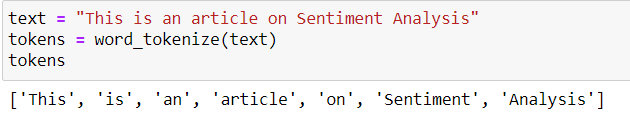 text = "This is an article on Sentiment Analysis"
tokens = word_tokenize(text)
tokens
['This', 'is', 'an', 'article', 'on', 'Sentiment', 'Analysis']